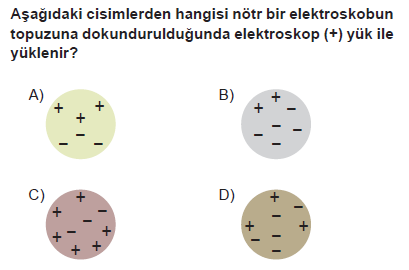 Aşağıdaki cisimlerden hangisi nötr bir elektroskobun
topuzuna dokundurulduğunda elektroskop (+) yük ile
yüklenir?
A) B)
+ + + – – –
+ + – – – – –
C) D)
+ + + + + + – – –
+ + + – – – – –